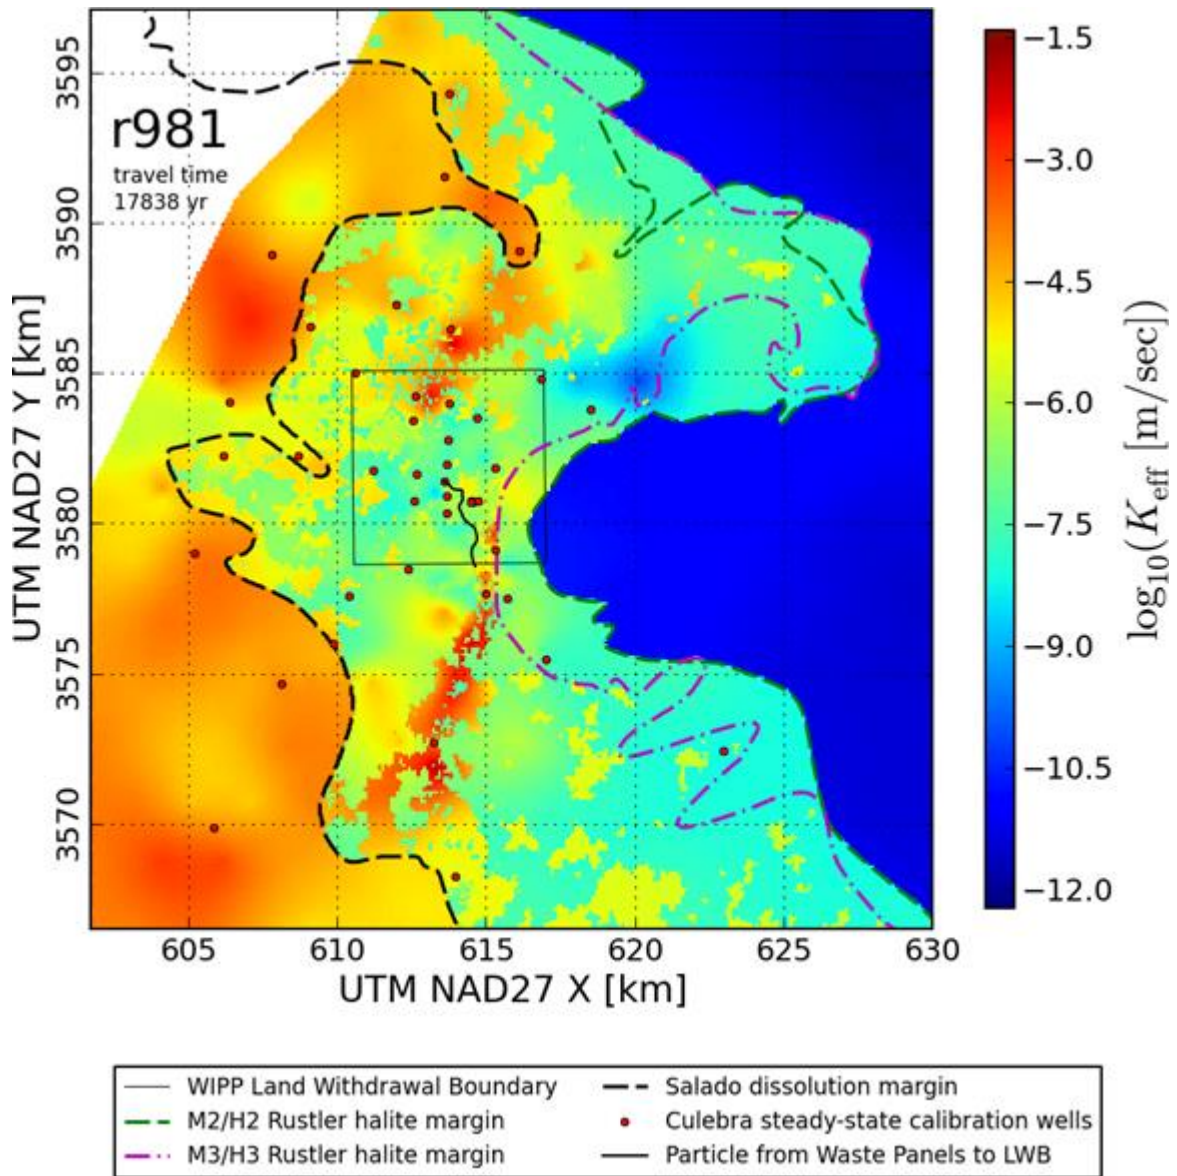 r981
travel time
17838 yr
3595
3590
3585
3580
3575
3570
UTM NAD27 Y [km]
605 610 615 620 625 630
UTM NAD27 X [km]
−1.5
−3.0
−4.5
−6.0
−7.5
−9.0
−10.5
−12.0
log10(Keff [m/sec])
WIPP Land Withdrawal Boundary
M2/H2 Rustler halite margin
M3/H3 Rustler halite margin
Salado dissolution margin
Culebra steady-state calibration wells
Particle from Waste Panels to LWB